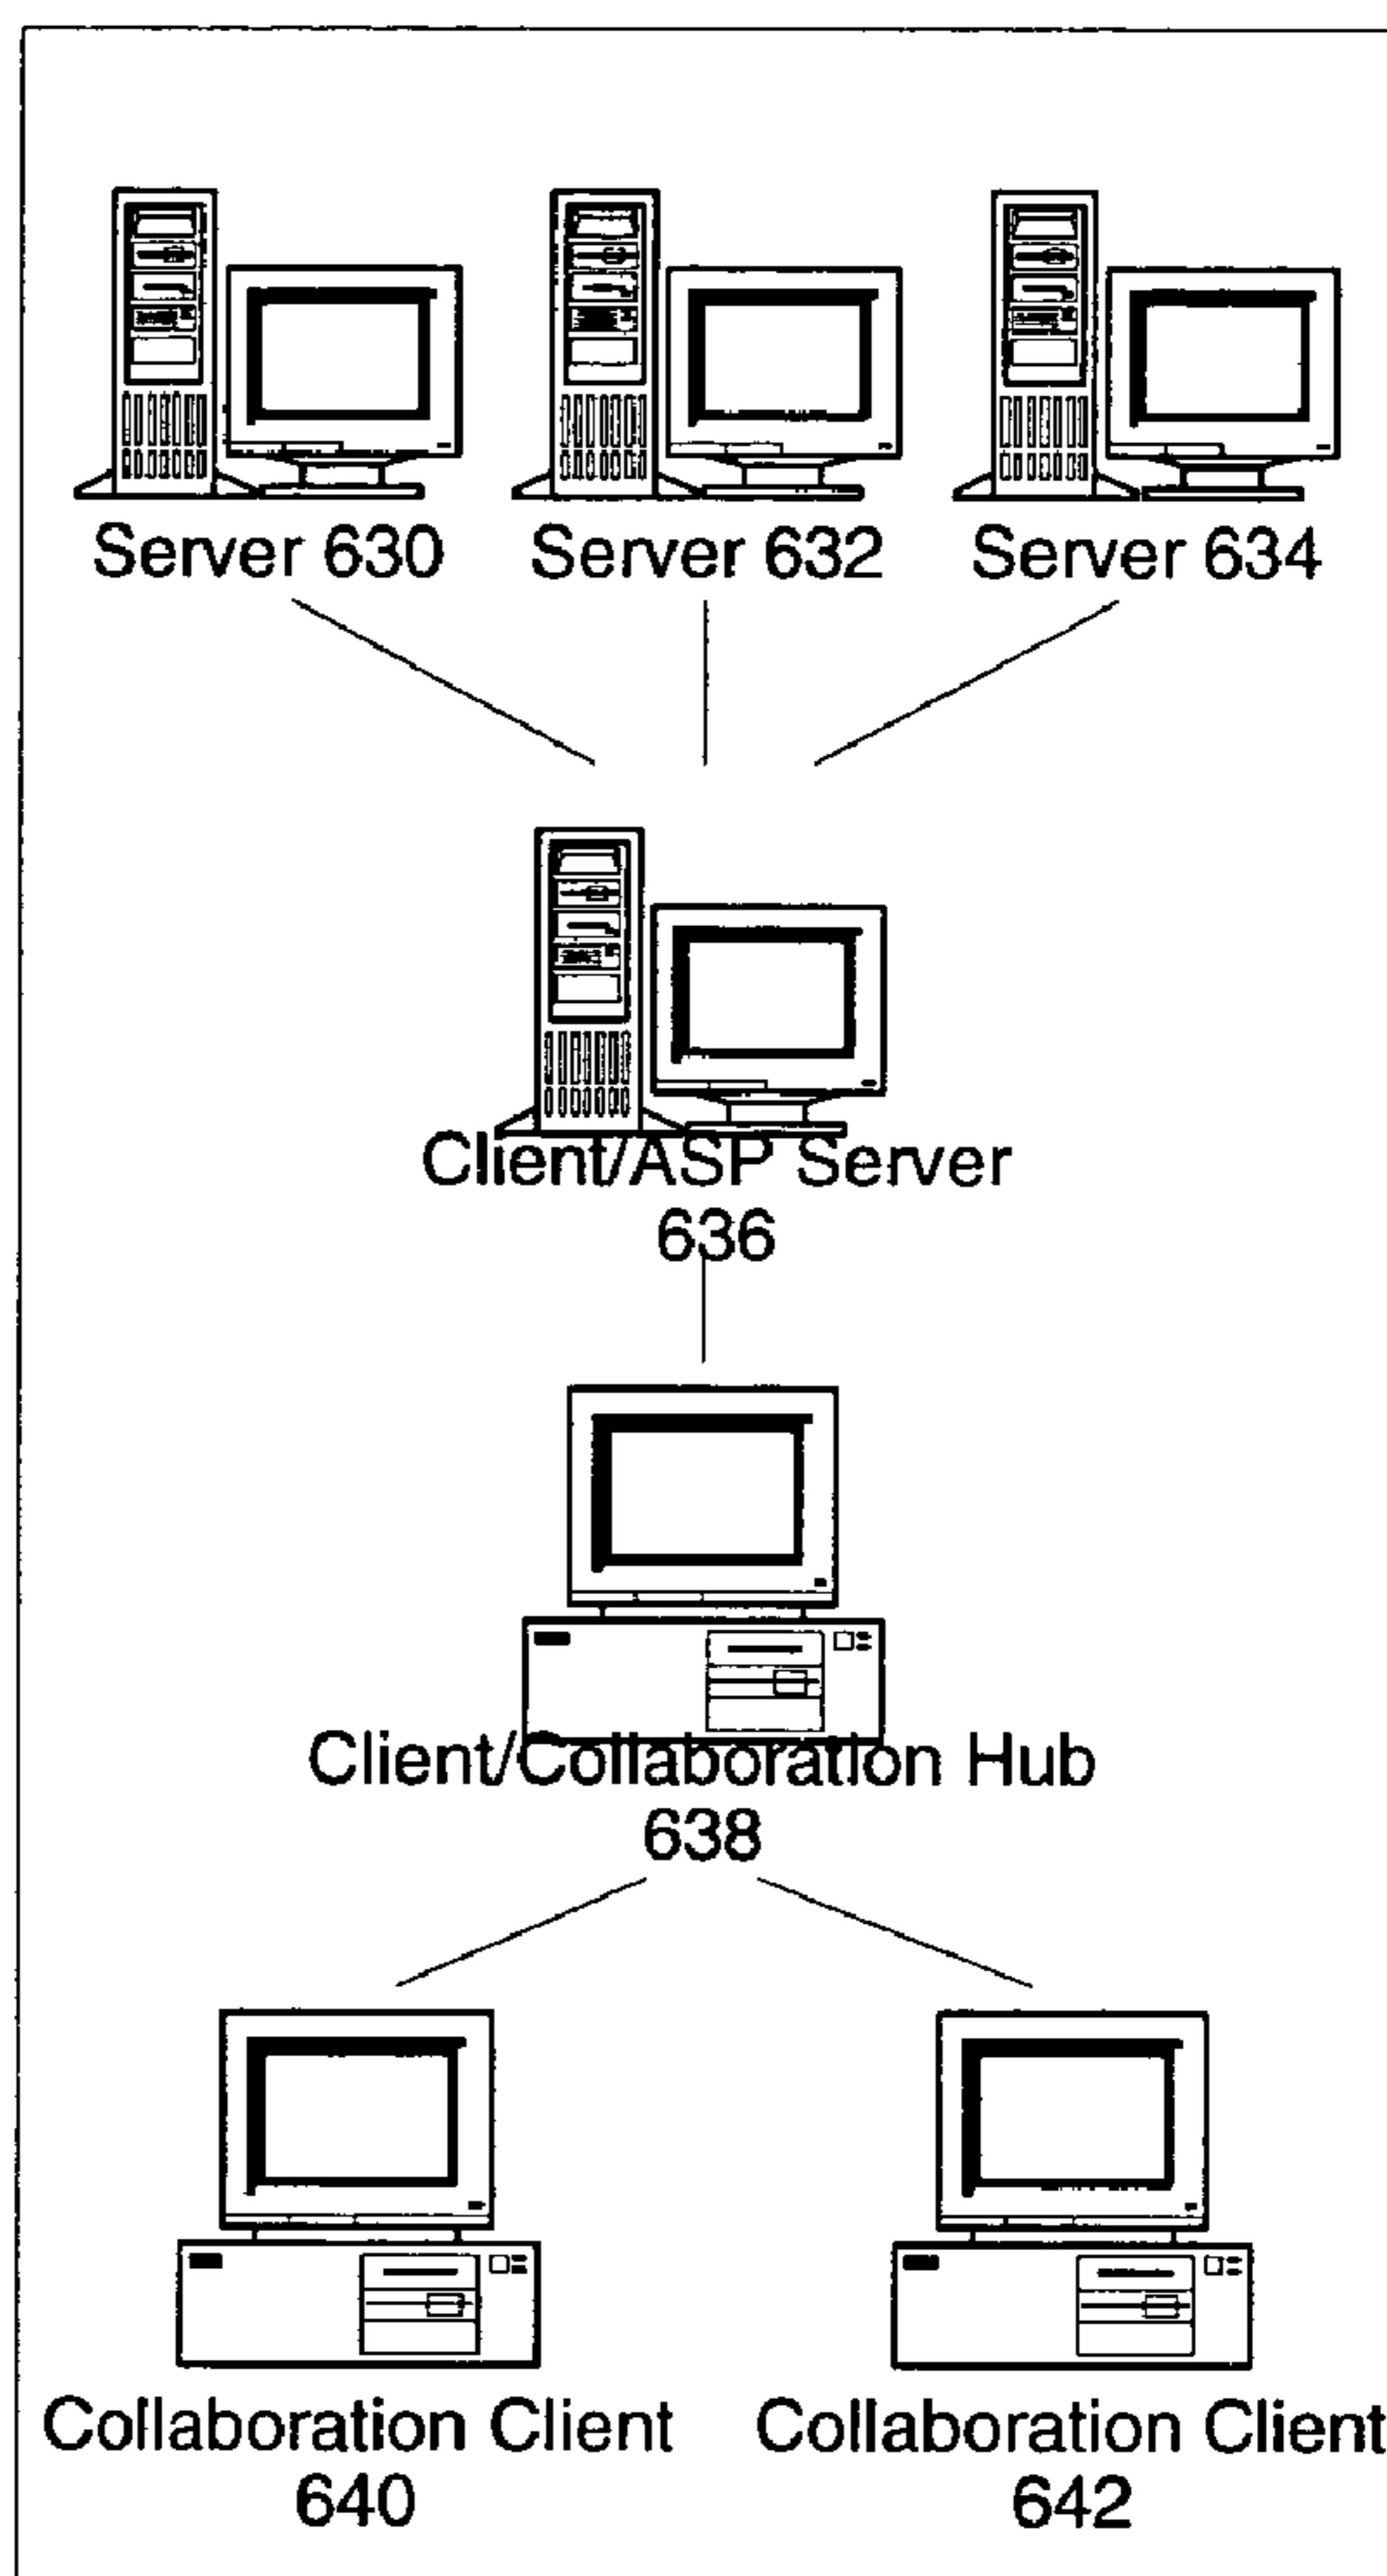 Server 630 Server 632 Server 634
Client/ASP Server
636
Client/Collaboration Hub
638
Collaboration Client Collaboration Client
640 642